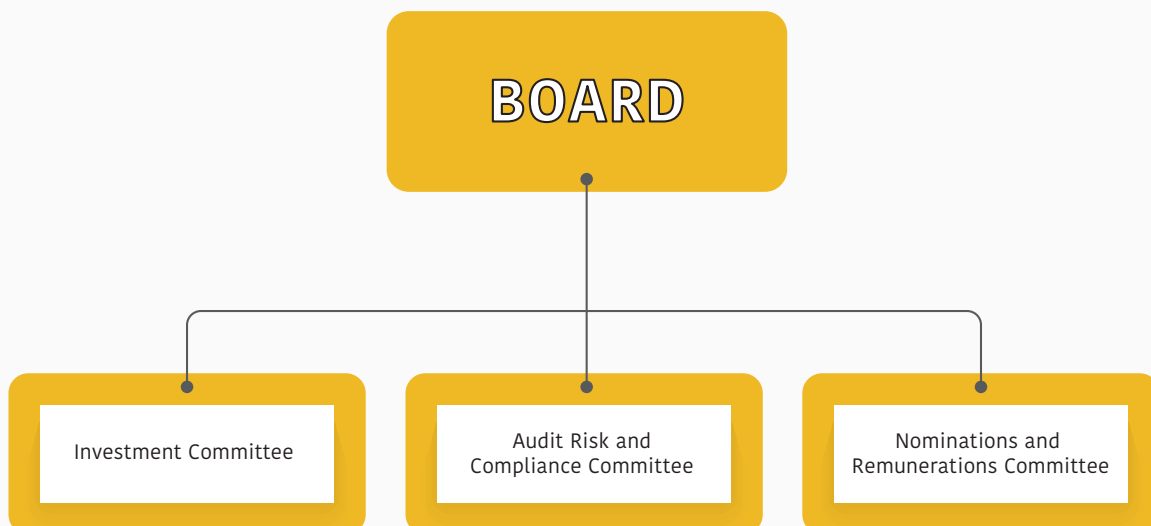 BOARD
Investment Committee
Audit Risk and
Compliance Committee
Nominations and
Remunerations Committee